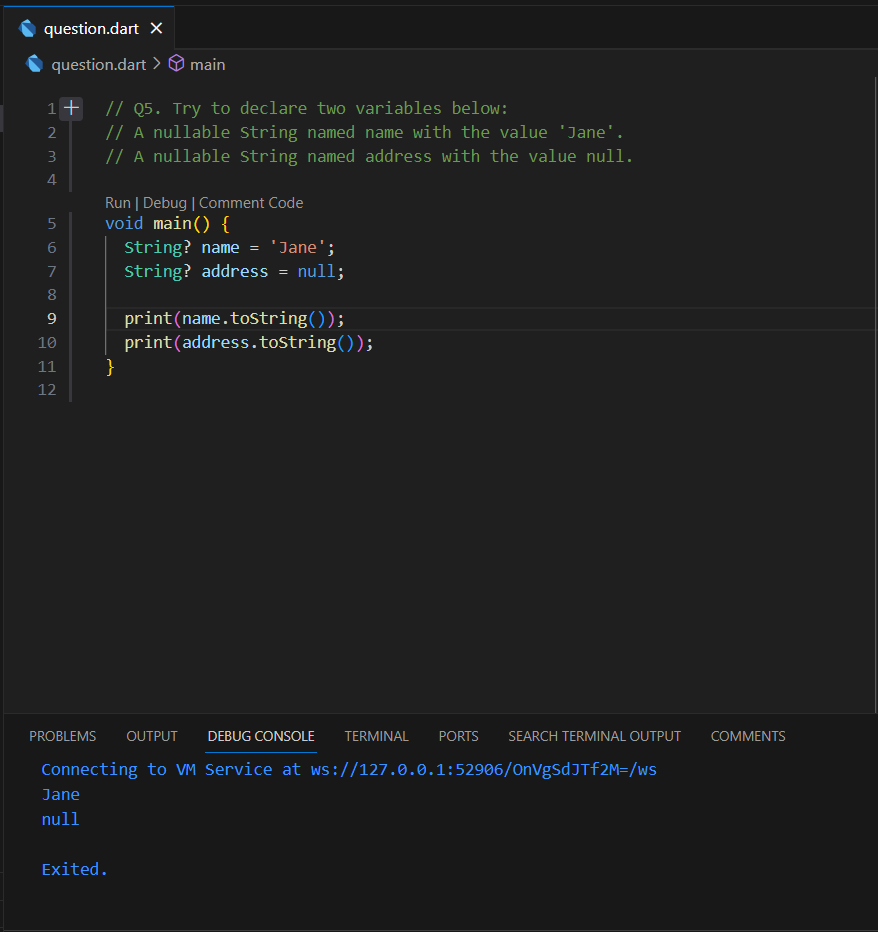 question.dart
question.dart > main
1 // Q5. Try to declare two variables below:
2 // A nullable String named name with the value 'Jane'.
3 // A nullable String named address with the value null.
4
Run | Debug | Comment Code
5 void main() {
6 String? name = 'Jane';
7 String? address = null;
8
9 print(name.toString());
10 print(address.toString());
11 }
12
PROBLEMS OUTPUT DEBUG CONSOLE TERMINAL PORTS SEARCH TERMINAL OUTPUT COMMENTS
Connecting to VM Service at ws://127.0.0.1:52906/OnVgSdJTf2M=/ws
Jane
null
Exited.